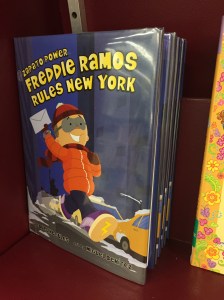 ZAPATO POWER
FREDDIE RAMOS
RULES NEW YORK